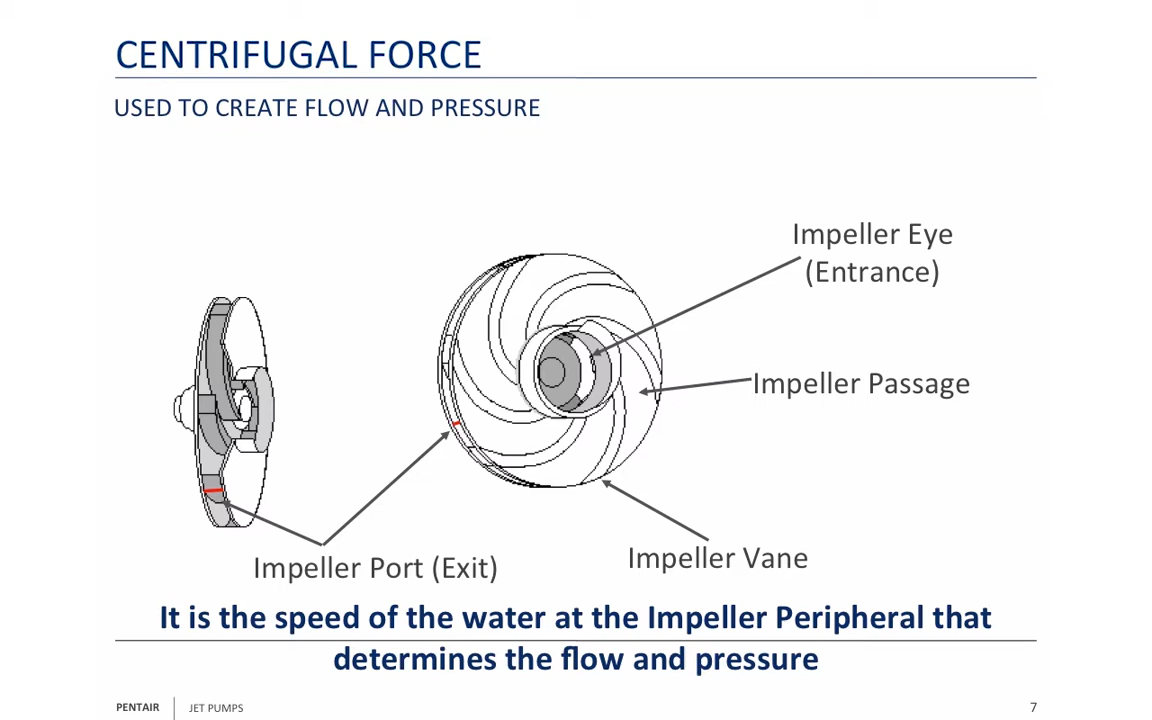 CENTRIFUGAL FORCE
USED TO CREATE FLOW AND PRESSURE
Impeller Eye
(Entrance)
Impeller Passage
Impeller Vane
Impeller Port (Exit)
It is the speed of the water at the Impeller Peripheral that
determines the flow and pressure
PENTAIR JET PUMPS 7